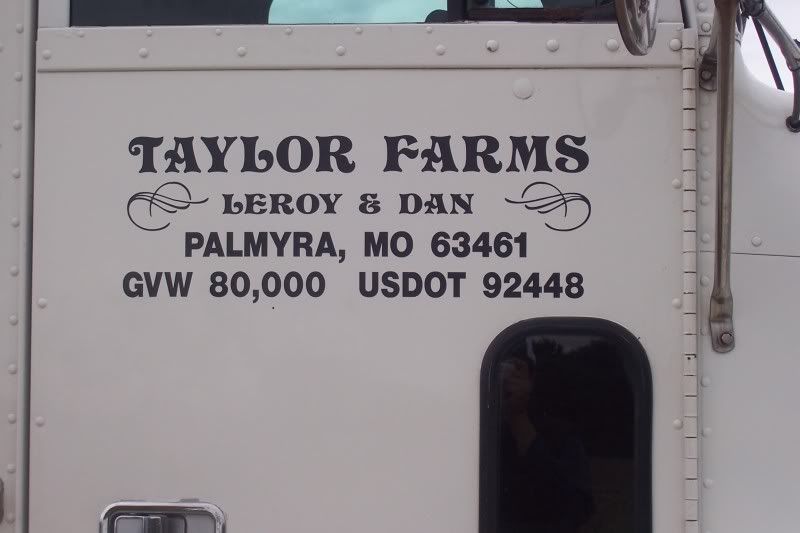 TAYLOR FARMS
LEROY & DAN
PALMYRA, MO 63461
GVW 80,000 USDOT 92448